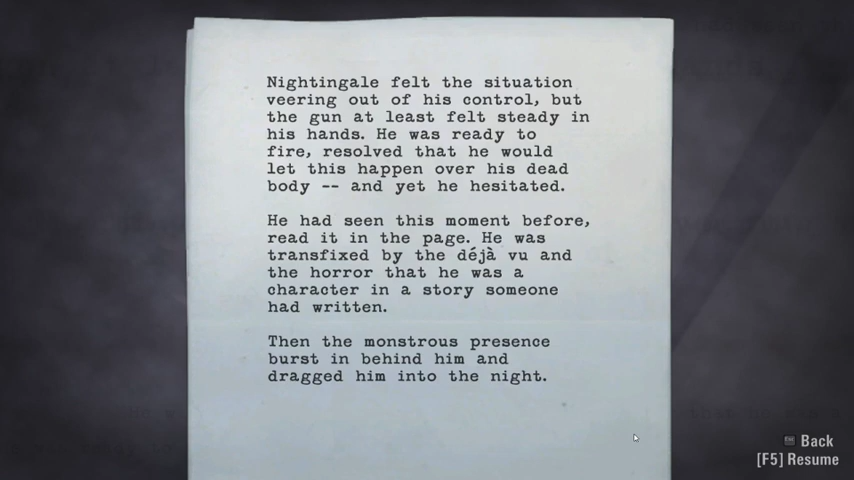 Nightingale felt the situation
veering out of his control, but
the gun at least felt steady in
his hands. He was ready to
fire, resolved that he would
let this happen over his dead
body -- and yet he hesitated.
He had seen this moment before,
read it in the page. He was
transfixed by the déjà vu and
the horror that he was a
character in a story someone
had written.
Then the monstrous presence
burst in behind him and
dragged him into the night.
Back
[F5] Resume